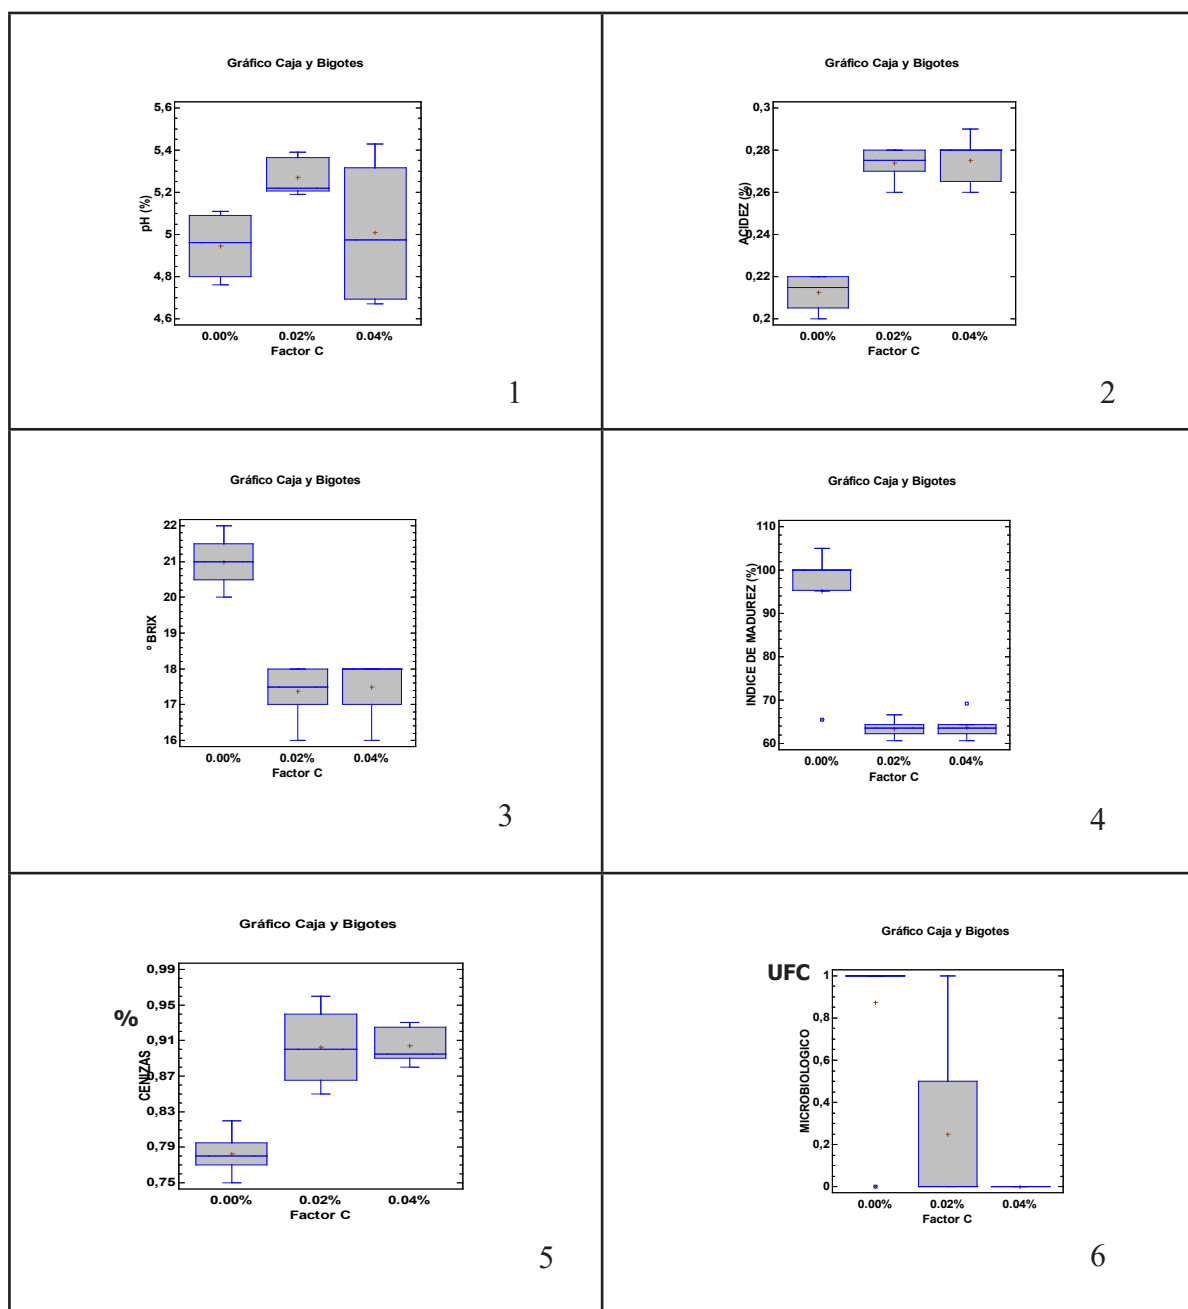 Gráfico Caja y Bigotes
pH (%)
5,6
5,4
5,2
5
4,8
4,6
0.00% 0.02% 0.04%
Factor C
1
Gráfico Caja y Bigotes
ACIDEZ (%)
0,3
0,28
0,26
0,24
0,22
0,2
0.00% 0.02% 0.04%
Factor C
2
Gráfico Caja y Bigotes
º BRIX
22
21
20
19
18
17
16
0.00% 0.02% 0.04%
Factor C
3
Gráfico Caja y Bigotes
INDICE DE MADUREZ (%)
110
100
90
80
70
60
0.00% 0.02% 0.04%
Factor C
4
Gráfico Caja y Bigotes
%
CENIZAS
0,99
0,95
0,91
0,87
0,83
0,79
0,75
0.00% 0.02% 0.04%
Factor C
5
Gráfico Caja y Bigotes
UFC
MICROBIOLOGICO
1
0,8
0,6
0,4
0,2
0
0.00% 0.02% 0.04%
Factor C
6